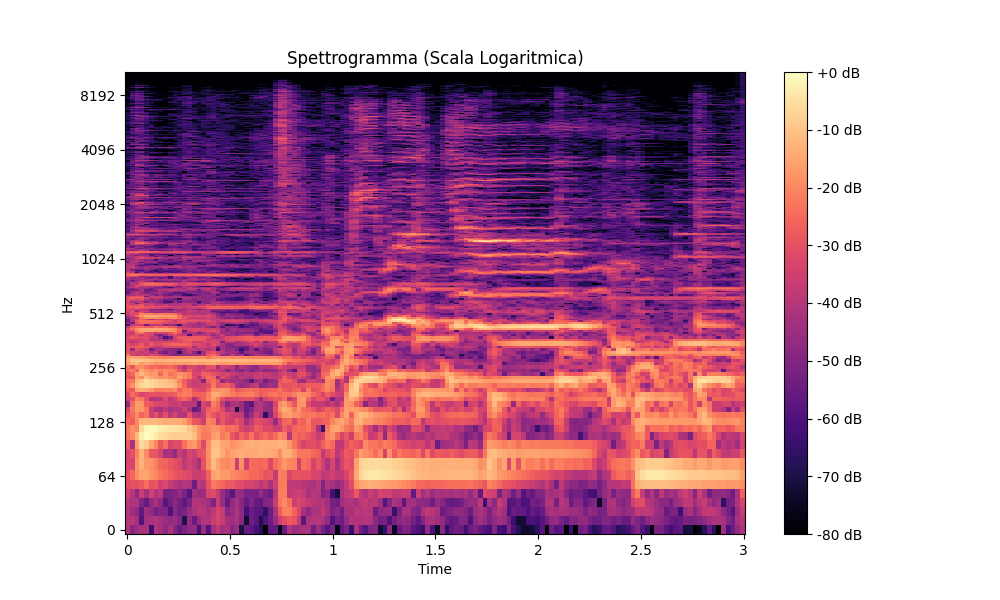 Spettrogramma (Scala Logaritmica)
Hz
8192
4096
2048
1024
512
256
128
64
0
0 0.5 1 1.5 2 2.5 3
Time
+0 dB
-10 dB
-20 dB
-30 dB
-40 dB
-50 dB
-60 dB
-70 dB
-80 dB